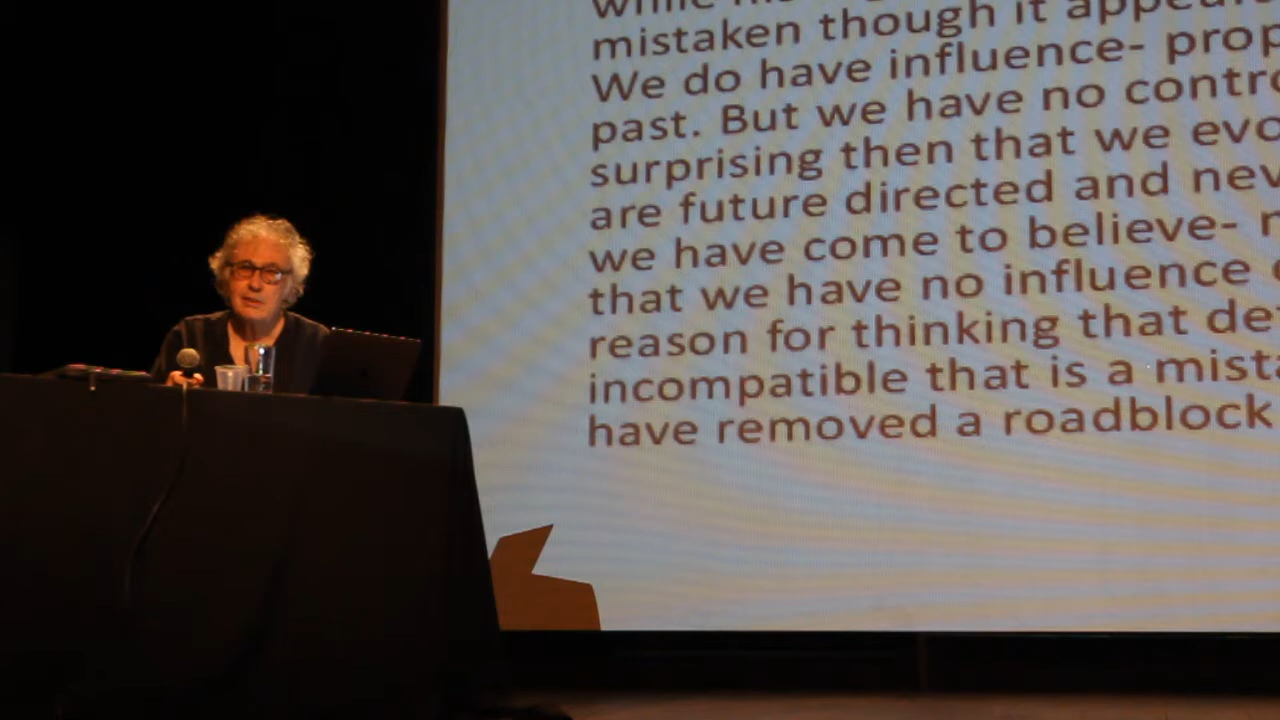 mistaken though it appears
We do have influence- prop
past. But we have no contro
surprising then that we evo
are future directed and nev
we have come to believe- n
that we have no influence
reason for thinking that de
incompatible that is a mista
have removed a roadblock